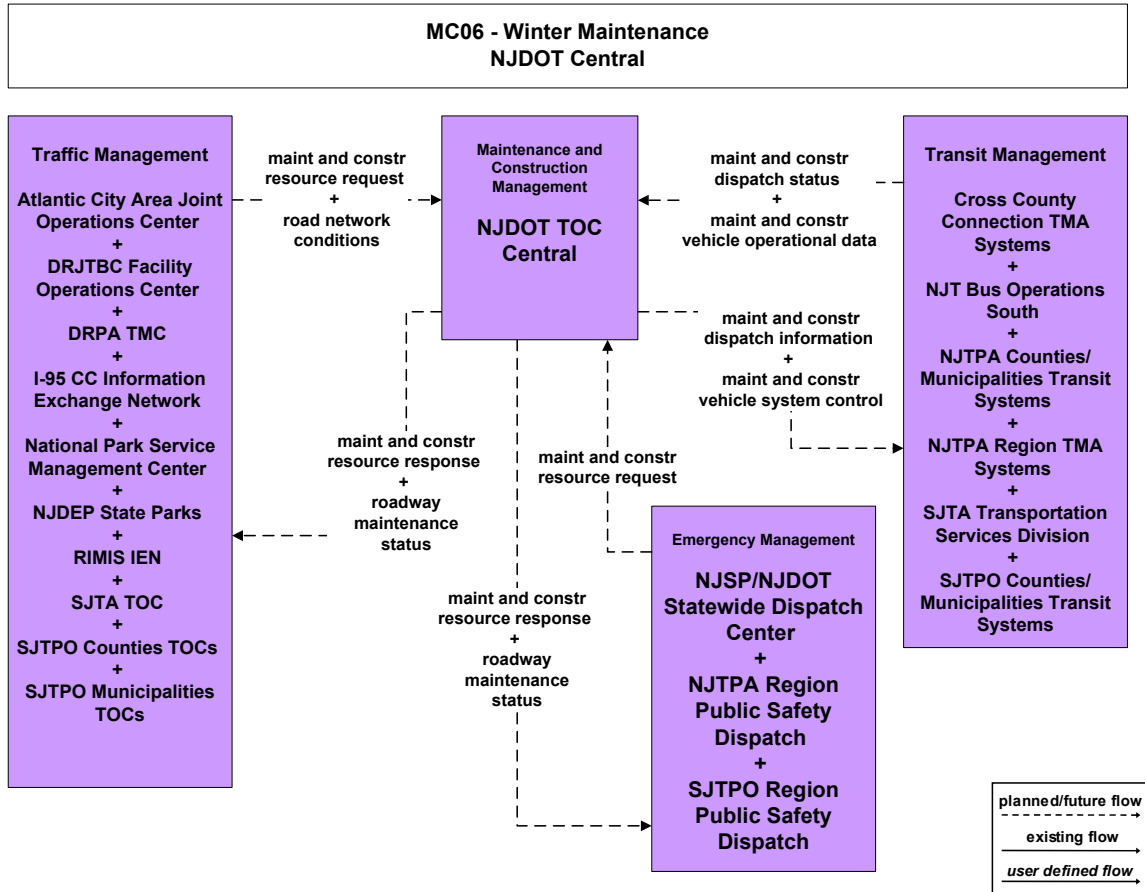 MC06 - Winter Maintenance
NJDOT Central
Traffic Management
Atlantic City Area Joint
Operations Center
+
DRJTBC Facility
Operations Center
+
DRPA TMC
+
I-95 CC Information
Exchange Network
+
National Park Service
Management Center
+
NJDEP State Parks
+
RIMIS IEN
+
SJTA TOC
+
SJTPO Counties TOCs
+
SJTPO Municipalities
TOCs
maint and constr
resource request
+
road network
conditions
Maintenance and
Construction
Management
NJDOT TOC
Central
maint and constr
dispatch status
+
maint and constr
vehicle operational data
Transit Management
Cross County
Connection TMA
Systems
+
NJT Bus Operations
South
+
NJTPA Counties/
Municipalities Transit
Systems
+
NJTPA Region TMA
Systems
+
SJTA Transportation
Services Division
+
SJTPO Counties/
Municipalities Transit
Systems
maint and constr
dispatch information
+
maint and constr
vehicle system control
maint and constr
resource response
+
roadway
maintenance
status
maint and constr
resource request
maint and constr
resource response
+
roadway
maintenance
status
Emergency Management
NJSP/NJDOT
Statewide Dispatch
Center
+
NJTPA Region
Public Safety
Dispatch
+
SJTPO Region
Public Safety
Dispatch
planned/future flow
existing flow
user defined flow